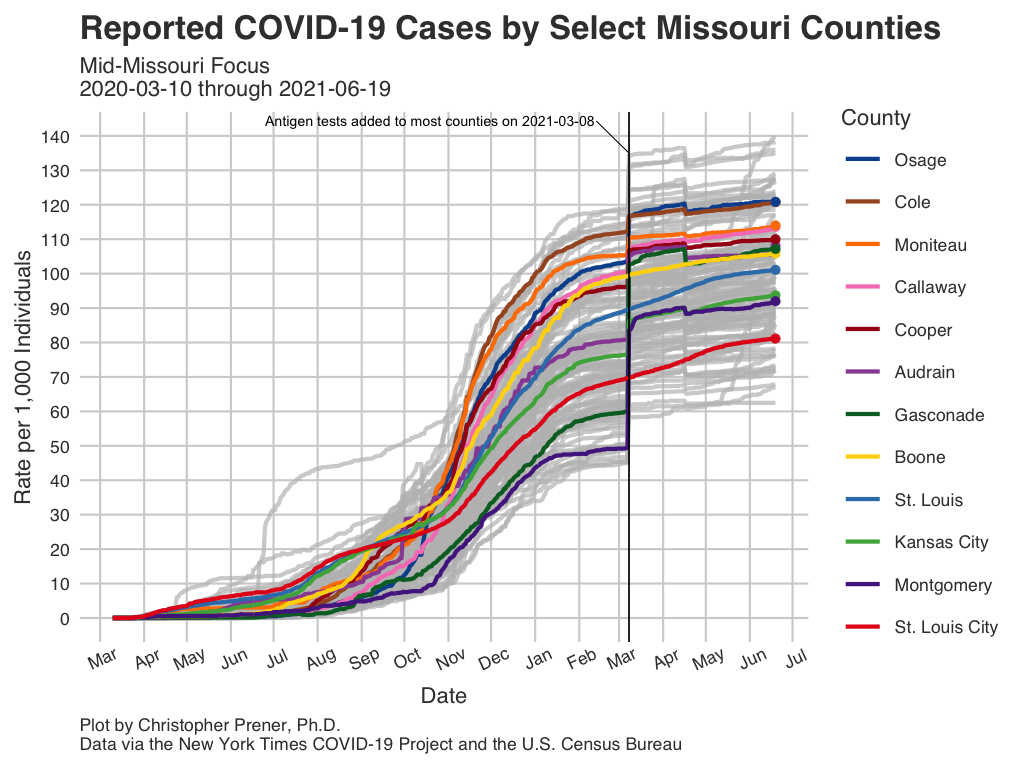 Reported COVID-19 Cases by Select Missouri Counties
Mid-Missouri Focus
2020-03-10 through 2021-06-19
Antigen tests added to most counties on 2021-03-08
Rate per 1,000 Individuals
140
130
120
110
100
90
80
70
60
50
40
30
20
10
0
Mar Apr May Jun Jul Aug Sep Oct Nov Dec Jan Feb Mar Apr May Jun Jul
Date
County
Osage
Cole
Moniteau
Callaway
Cooper
Audrain
Gasconade
Boone
St. Louis
Kansas City
Montgomery
St. Louis City
Plot by Christopher Prener, Ph.D.
Data via the New York Times COVID-19 Project and the U.S. Census Bureau